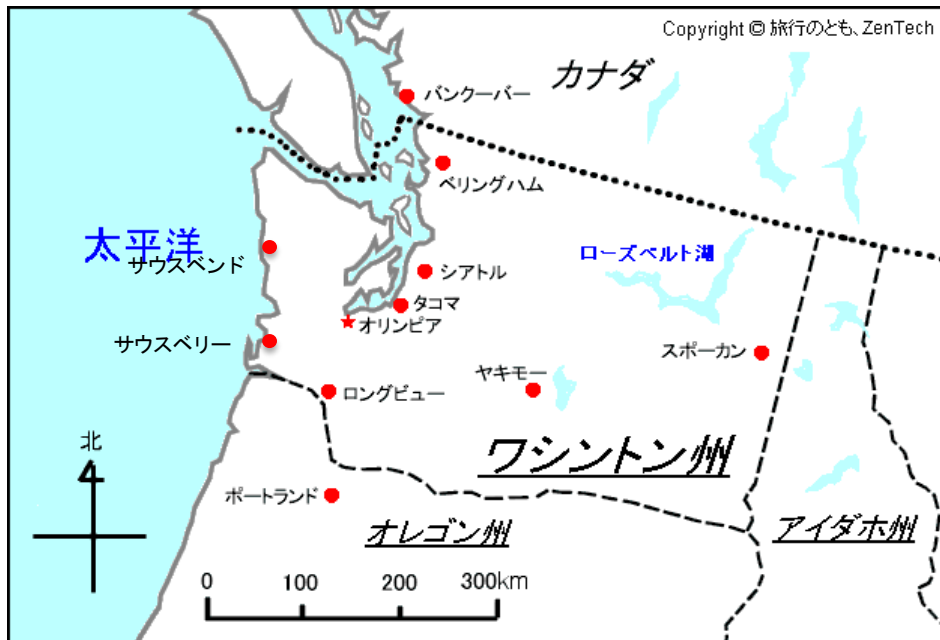 Copyright © 旅行のとも、ZenTech
カナダ
バンクーバー
ベリングハム
太平洋
サウスベンド
ローズベルト湖
シアトル
タコマ
オリンピア
サウスベリー
スポーカン
ヤキモー
ロングビュー
ワシントン州
北
ポートランド
オレゴン州
アイダホ州
0 100 200 300km